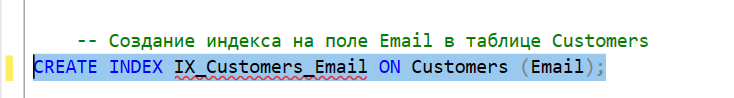 -- Создание индекса на поле Email в таблице Customers
CREATE INDEX IX_Customers_Email ON Customers (Email);